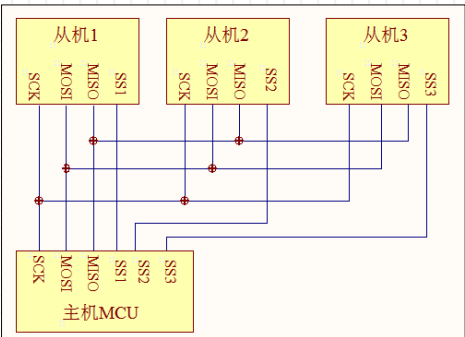 从机1
SCK MOSI MISO SS1
从机2
SCK MOSI MISO SS2
从机3
SCK MOSI MISO SS3
SCK MOSI MISO SS1 SS2 SS3
主机MCU